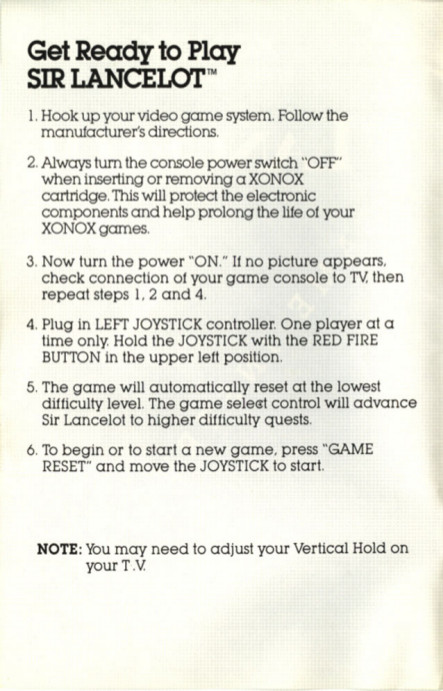 Get Ready to Play
SIR LANCELOT™
1. Hook up your video game system. Follow the
manufacturer's directions.
2. Always turn the console power switch "OFF"
when inserting or removing a XONOX
cartridge. This will protect the electronic
components and help prolong the life of your
XONOX games.
3. Now turn the power "ON." If no picture appears,
check connection of your game console to TV, then
repeat steps 1, 2 and 4.
4. Plug in LEFT JOYSTICK controller. One player at a
time only. Hold the JOYSTICK with the RED FIRE
BUTTON in the upper left position.
5. The game will automatically reset at the lowest
difficulty level. The game select control will advance
Sir Lancelot to higher difficulty quests.
6. To begin or to start a new game, press "GAME
RESET" and move the JOYSTICK to start.
NOTE: You may need to adjust your Vertical Hold on
your T.V.